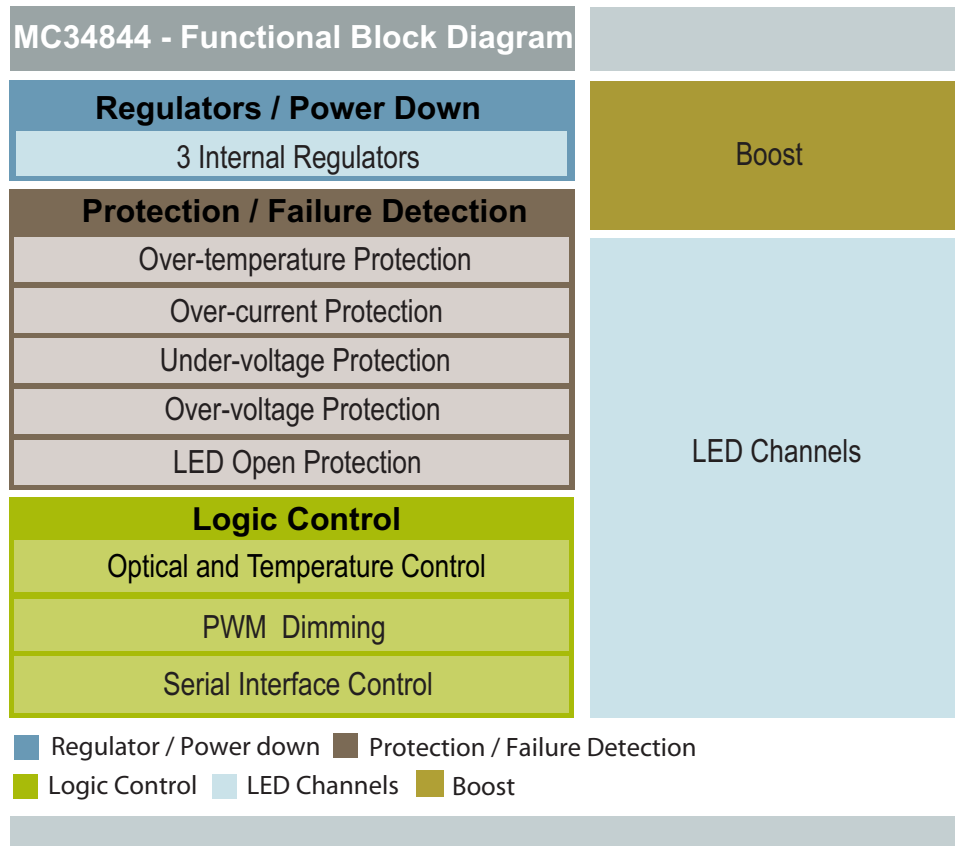 MC34844 - Functional Block Diagram
Regulators / Power Down
3 Internal Regulators
Protection / Failure Detection
Over-temperature Protection
Over-current Protection
Under-voltage Protection
Over-voltage Protection
LED Open Protection
Logic Control
Optical and Temperature Control
PWM Dimming
Serial Interface Control
Boost
LED Channels
Regulator / Power down Protection / Failure Detection
Logic Control LED Channels Boost